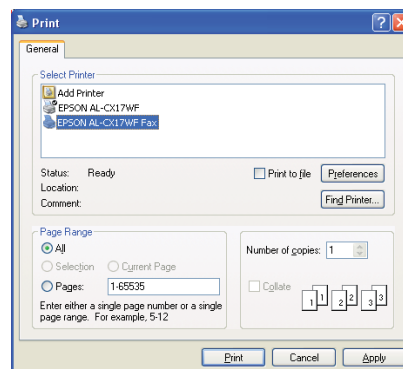 Print
General
Select Printer
Add Printer
EPSON AL-CX17WF
EPSON AL-CX17WF Fax
Status: Ready
Location:
Comment:
Print to file
Preferences
Find Printer...
Page Range
All
Selection
Current Page
Pages: 1-65535
Enter either a single page number or a single
page range. For example, 5-12
Number of copies: 1
Collate
1 1 2 2 3 3
Print
Cancel
Apply